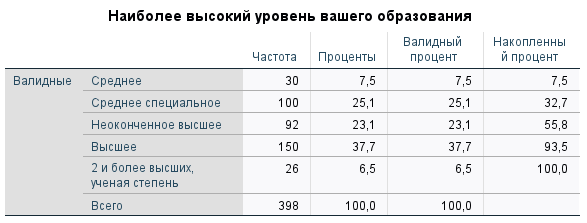 Наиболее высокий уровень вашего образования
Частота Проценты Валидный процент Накопленны й процент
Валидные Среднее 30 7,5 7,5 7,5
Среднее специальное 100 25,1 25,1 32,7
Неоконченное высшее 92 23,1 23,1 55,8
Высшее 150 37,7 37,7 93,5
2 и более высших, ученая степень 26 6,5 6,5 100,0
Всего 398 100,0 100,0